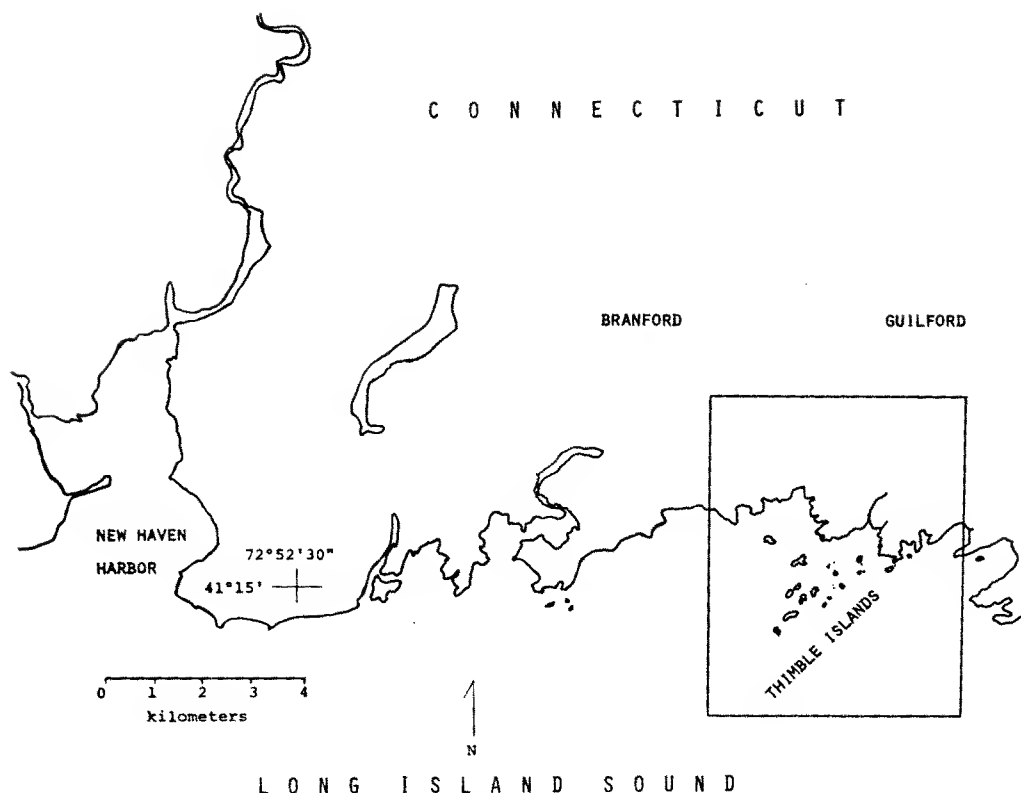 CONNECTICUT
BRANFORD GUILFORD
NEW HAVEN
HARBOR
72°52'30"
41°15'
THIMBLE ISLANDS
0 1 2 3 4
kilometers
N
LONG ISLAND SOUND